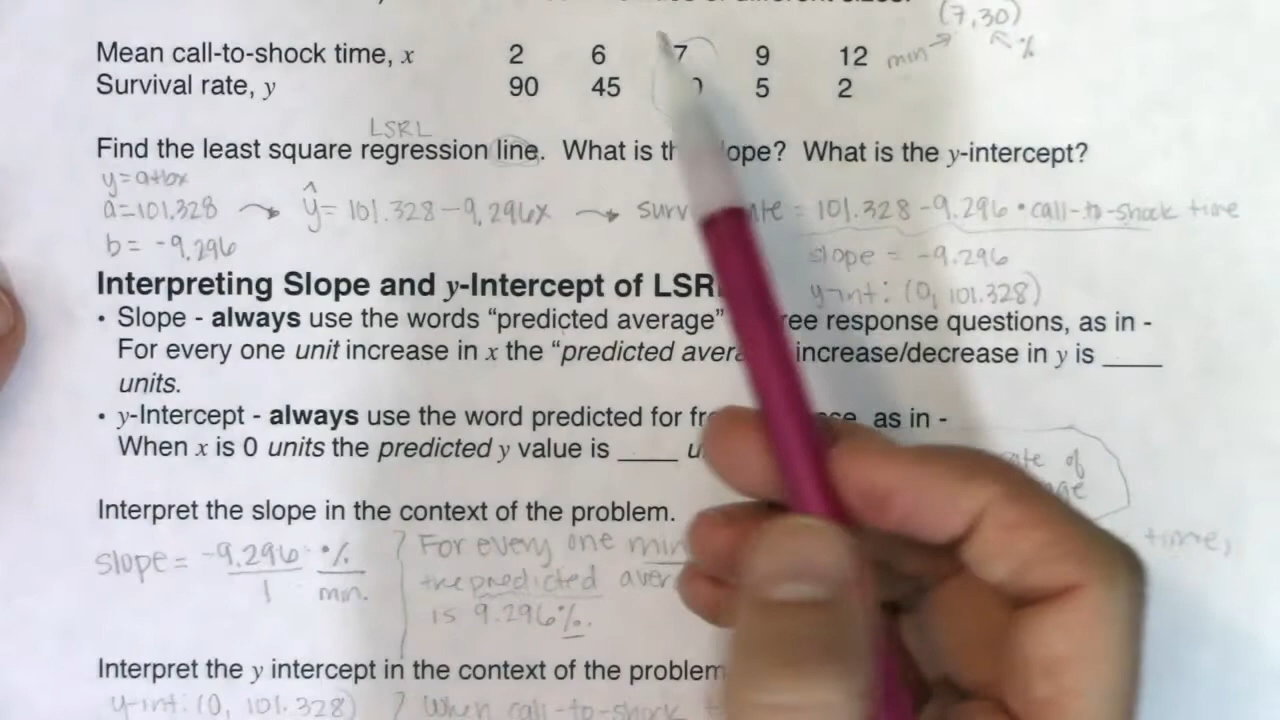 (7,30)
Mean call-to-shock time, x 2 6 7 9 12 min → ↖ %
Survival rate, y 90 45 5 2
LSRL
Find the least square regression line. What is the slope? What is the y-intercept?
y=a+bx
a=101.328 → ŷ= 101.328-9.296x → = 101.328-9.296•call-to-shock time
b= -9.296
slope = -9.296
y-int: (0, 101.328)
Interpreting Slope and y-Intercept of LSRL
• Slope - always use the words “predicted average” response questions, as in -
For every one unit increase in x the “predicted average increase/decrease in y is ____
units.
• y-Intercept - always use the word predicted for as in -
When x is 0 units the predicted y value is ____
of
Interpret the slope in the context of the problem.
slope = -9.296 % / 1 min. For every one min time,
the predicted
is 9.296%.
Interpret the y intercept in the context of the problem
y-int: (0, 101.328) When call-to-shock